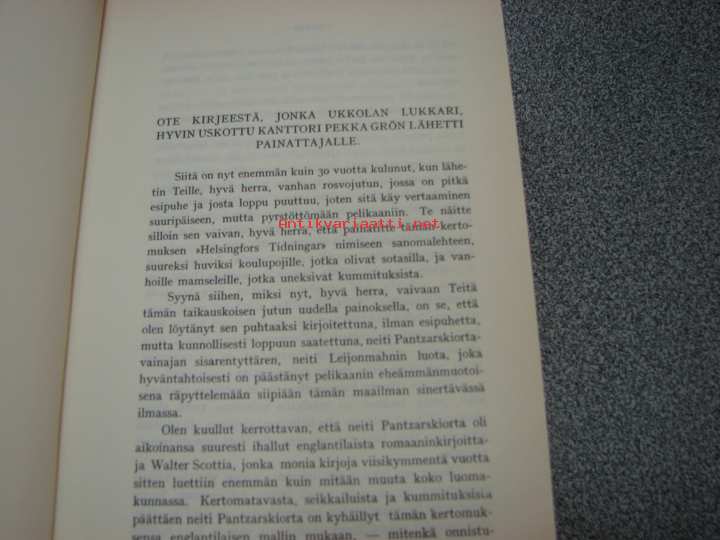 OTE KIRJEESTÄ, JONKA UKKOLAN LUKKARI,
HYVIN USKOTTU KANTTORI PEKKA GRÖN LÄHETTI
PAINATTAJALLE.
Siitä on nyt enemmän kuin 30 vuotta kulunut, kun lähe-
tin Teille, hyvä herra, vanhan rosvojutun, jossa on pitkä
esipuhe ja josta loppu puuttuu, joten sitä käy vertaaminen
suuripäiseen, mutta pyrstöttömään pelikaaniin. Te näitte
Antikvariaatti.net
silloin sen vaivan, hyvä herra, että painatitte tämän kerto-
muksen »Helsingfors Tidningar» nimiseen sanomalehteen,
suureksi huviksi koulupojille, jotka olivat sotasilla, ja van-
hoille mamseleille, jotka uneksivat kummituksista.
Syynä siihen, miksi nyt, hyvä herra, vaivaan Teitä
tämän taikauskoisen jutun uudella painoksella, on se, että
olen löytänyt sen puhtaaksi kirjoitettuna, ilman esipuhetta,
mutta kunnollisesti loppuun saatettuna, neiti Pantzarskiorta-
vainajan sisarentyttären, neiti Leijonmahnin luota, joka
hyväntahtoisesti on päästänyt pelikaanin eheämmänmuotoi-
sena räpyttelemään siipiään tämän maailman sinertävässä
ilmassa.
Olen kuullut kerrottavan, että neiti Pantzarskiorta oli
aikoinansa suuresti ihallut englantilaista romaaninkirjoitta-
ja Walter Scottia, jonka monia kirjoja viisikymmentä vuotta
sitten luettiin enemmän kuin mitään muuta koko luoma-
kunnassa. Kertomatavasta, seikkailuista ja kummituksista
päättäen neiti Pantzarskiorta on kyhäillyt tämän kertomuk-
sensa englantilaisen mallin mukaan, — mitenkä onnistu-